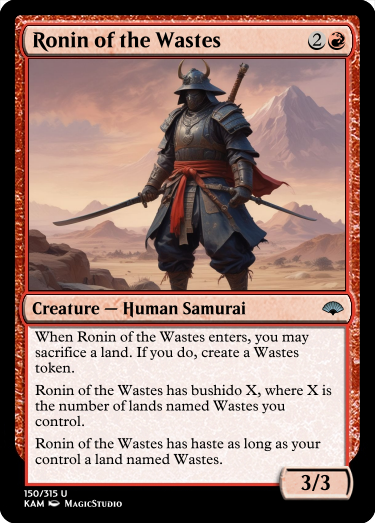 Ronin of the Wastes 2
Creature — Human Samurai
When Ronin of the Wastes enters, you may
sacrifice a land. If you do, create a Wastes
token.
Ronin of the Wastes has bushido X, where X is
the number of lands named Wastes you
control.
Ronin of the Wastes has haste as long as your
control a land named Wastes.
3/3
150/315 U
KAM MagicStudio